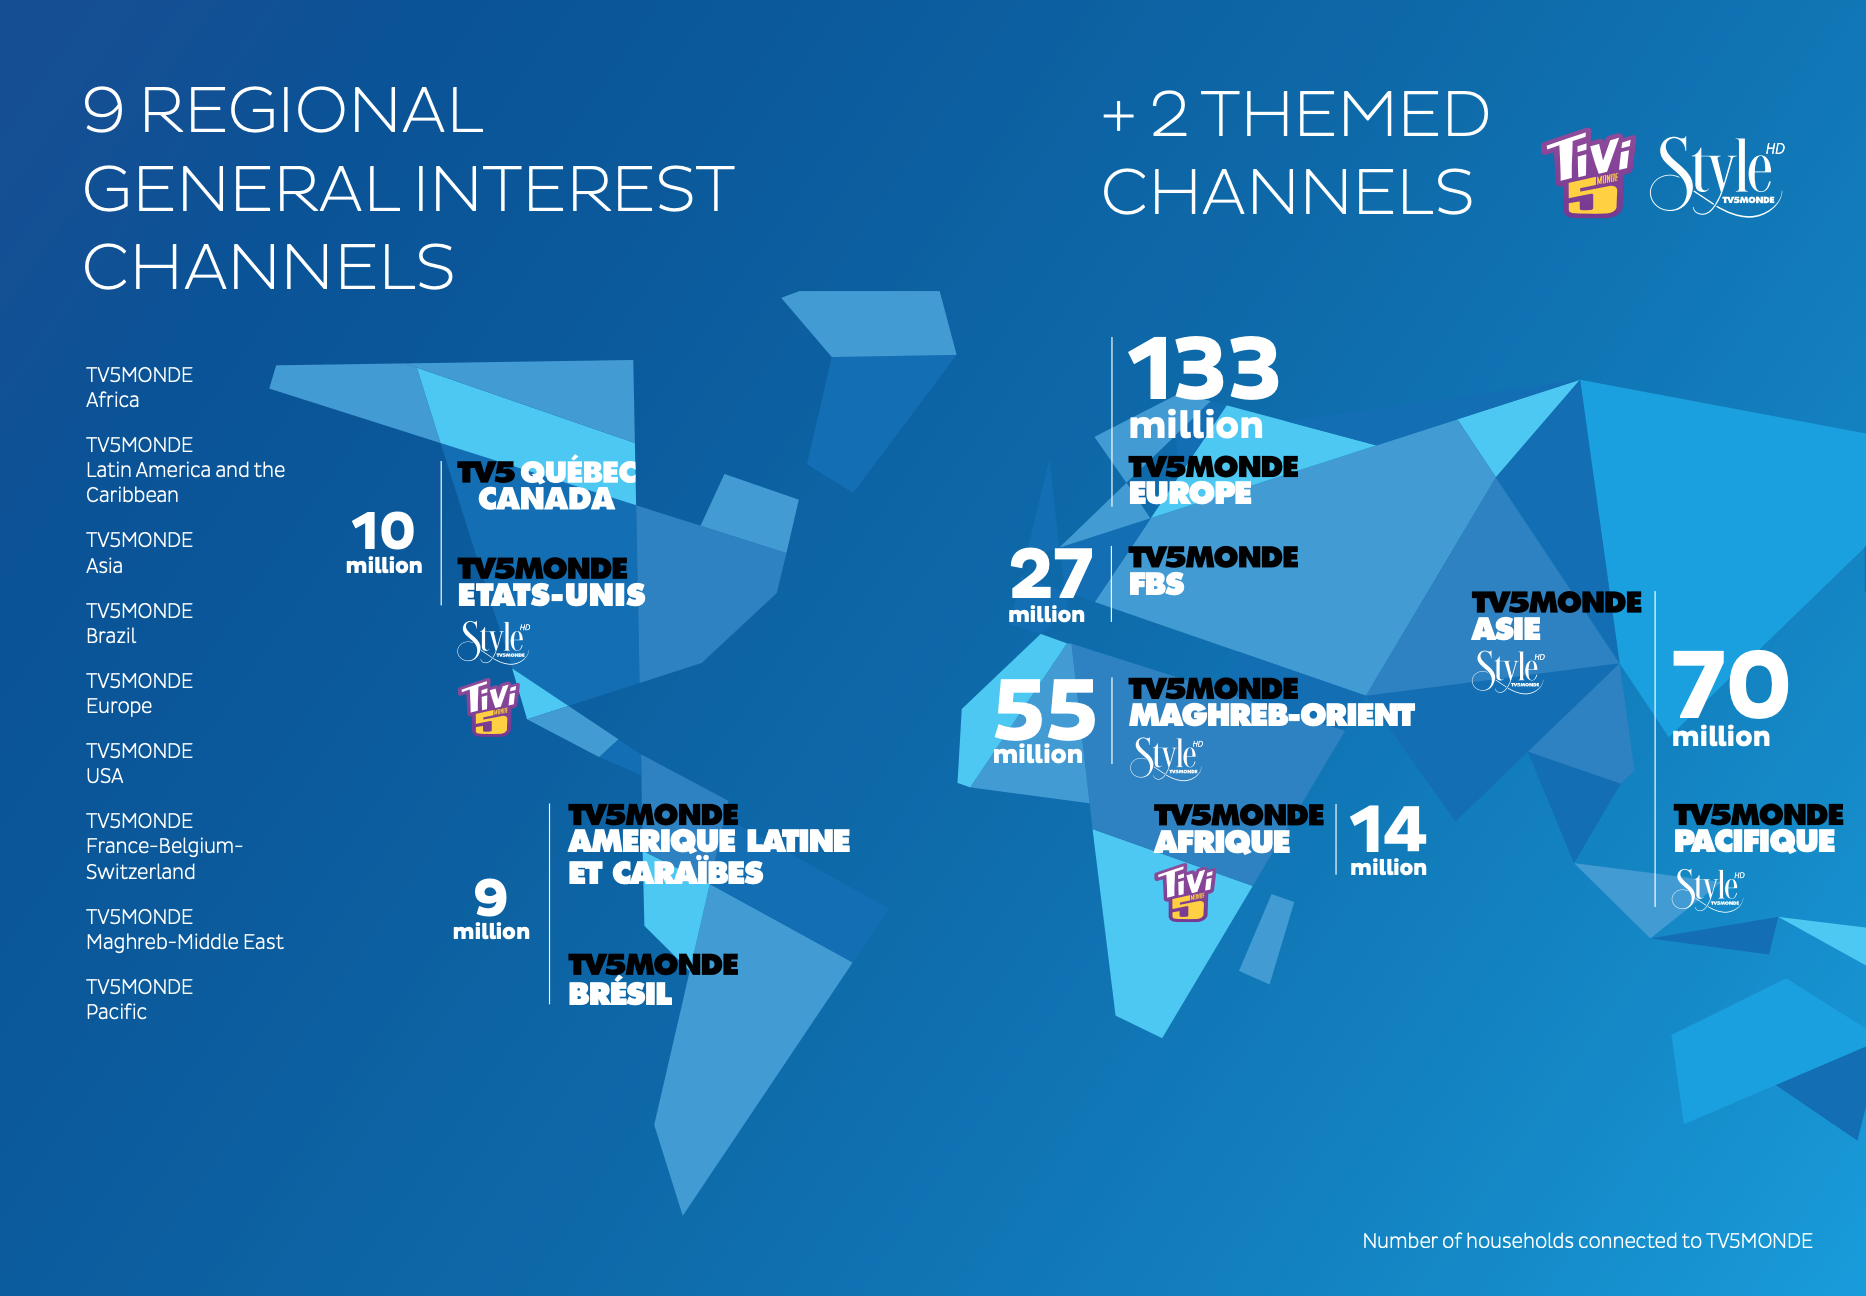 9 REGIONAL
GENERAL INTEREST
CHANNELS
+ 2 THEMED
CHANNELS
TiVi
MONDE
5
Style HD
TV5MONDE
TV5MONDE
Africa
TV5MONDE
Latin America and the
Caribbean
TV5MONDE
Asia
TV5MONDE
Brazil
TV5MONDE
Europe
TV5MONDE
USA
TV5MONDE
France-Belgium-
Switzerland
TV5MONDE
Maghreb-Middle East
TV5MONDE
Pacific
10
million
TV5 QUÉBEC
CANADA
TV5MONDE
ETATS-UNIS
Style HD
TV5MONDE
TiVi
MONDE
5
9
million
TV5MONDE
AMERIQUE LATINE
ET CARAÏBES
TV5MONDE
BRÉSIL
133
million
TV5MONDE
EUROPE
27
million
TV5MONDE
FBS
55
million
TV5MONDE
MAGHREB-ORIENT
Style HD
TV5MONDE
TV5MONDE
AFRIQUE
TiVi
MONDE
5
14
million
TV5MONDE
ASIE
Style HD
TV5MONDE
70
million
TV5MONDE
PACIFIQUE
Style HD
TV5MONDE
Number of households connected to TV5MONDE